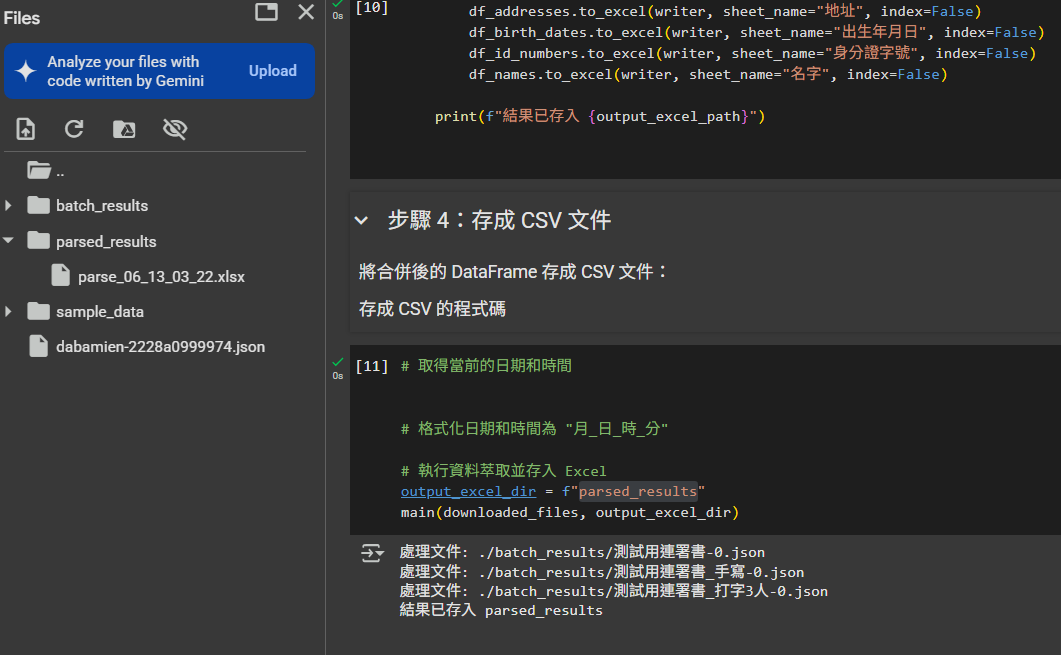 Files
Analyze your files with
code written by Gemini
Upload
..
batch_results
parsed_results
parse_06_13_03_22.xlsx
sample_data
dabamien-2228a0999974.json
0s
[10]
df_addresses.to_excel(writer, sheet_name="地址", index=False)
df_birth_dates.to_excel(writer, sheet_name="出生年月日", index=False)
df_id_numbers.to_excel(writer, sheet_name="身分證字號", index=False)
df_names.to_excel(writer, sheet_name="名字", index=False)
print(f"結果已存入 {output_excel_path}")
步驟 4：存成 CSV 文件
將合併後的 DataFrame 存成 CSV 文件：
存成 CSV 的程式碼
0s
[11]
# 取得當前的日期和時間
# 格式化日期和時間為 "月_日_時_分"
# 執行資料萃取並存入 Excel
output_excel_dir = f"parsed_results"
main(downloaded_files, output_excel_dir)
處理文件: ./batch_results/測試用連署書-0.json
處理文件: ./batch_results/測試用連署書_手寫-0.json
處理文件: ./batch_results/測試用連署書_打字3人-0.json
結果已存入 parsed_results